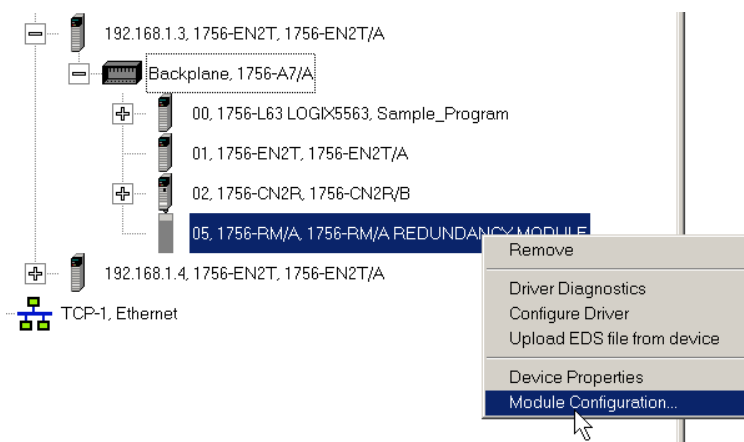 192.168.1.3, 1756-EN2T, 1756-EN2T/A
Backplane, 1756-A7/A
00, 1756-L63 LOGIX5563, Sample_Program
01, 1756-EN2T, 1756-EN2T/A
02, 1756-CN2R, 1756-CN2R/B
05, 1756-RM/A, 1756-RM/A REDUNDANCY MODULE
192.168.1.4, 1756-EN2T, 1756-EN2T/A
TCP-1, Ethernet
Remove
Driver Diagnostics
Configure Driver
Upload EDS file from device
Device Properties
Module Configuration...